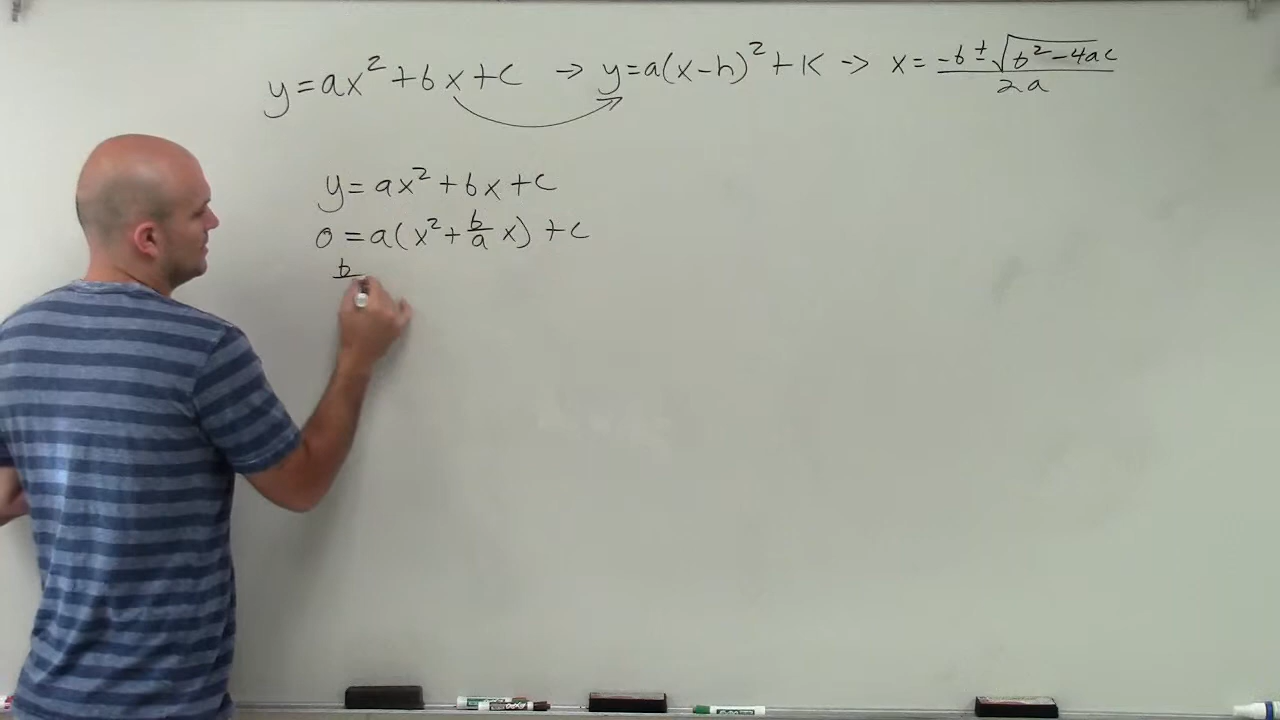 y=ax²+bx+c → y=a(x-h)²+K → x= -b±√b²-4ac / 2a
y=ax²+bx+c
0=a(x²+b/a x)+c
b